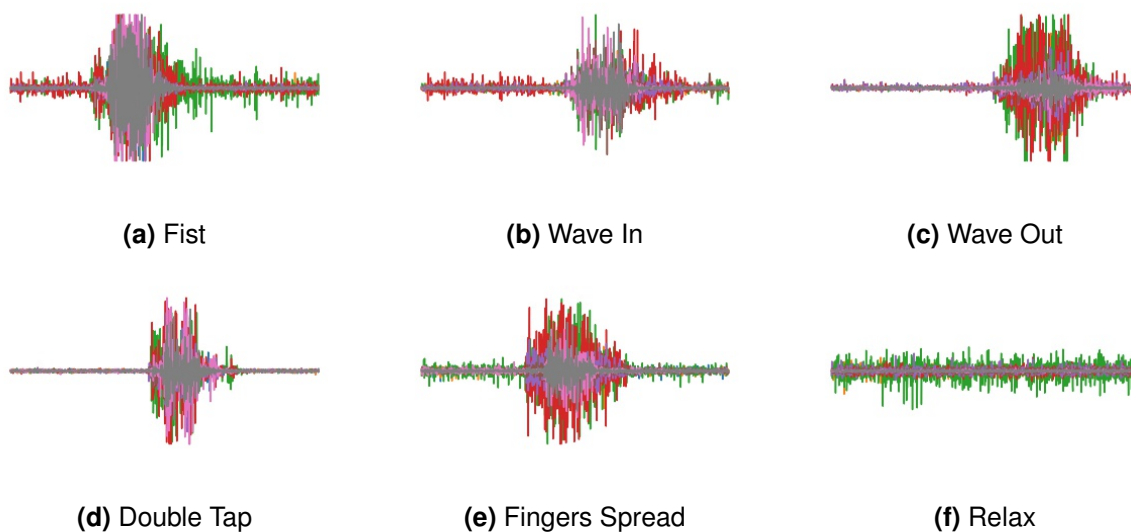 (a) Fist
(b) Wave In
(c) Wave Out
(d) Double Tap
(e) Fingers Spread
(f) Relax